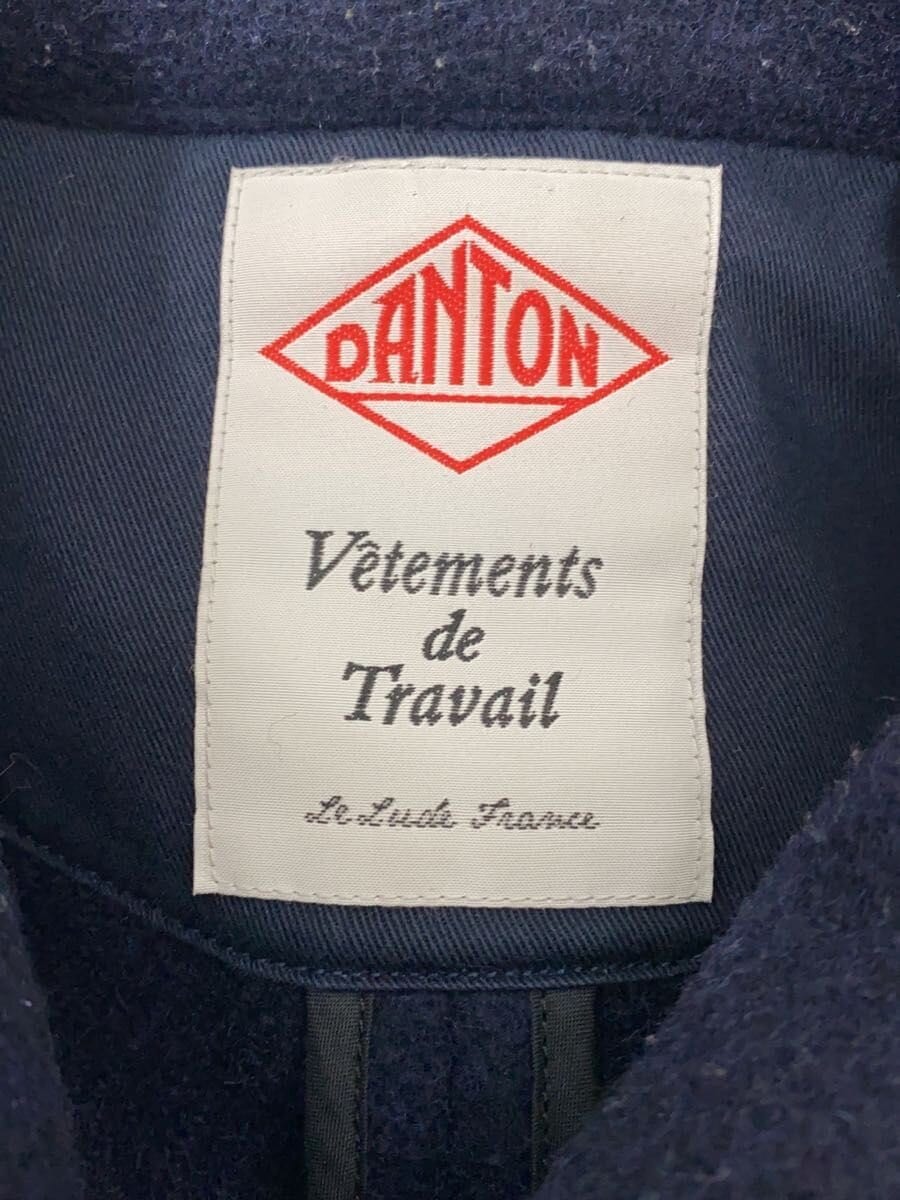 DANTON
Vêtements
de
Travail
Le Lude France